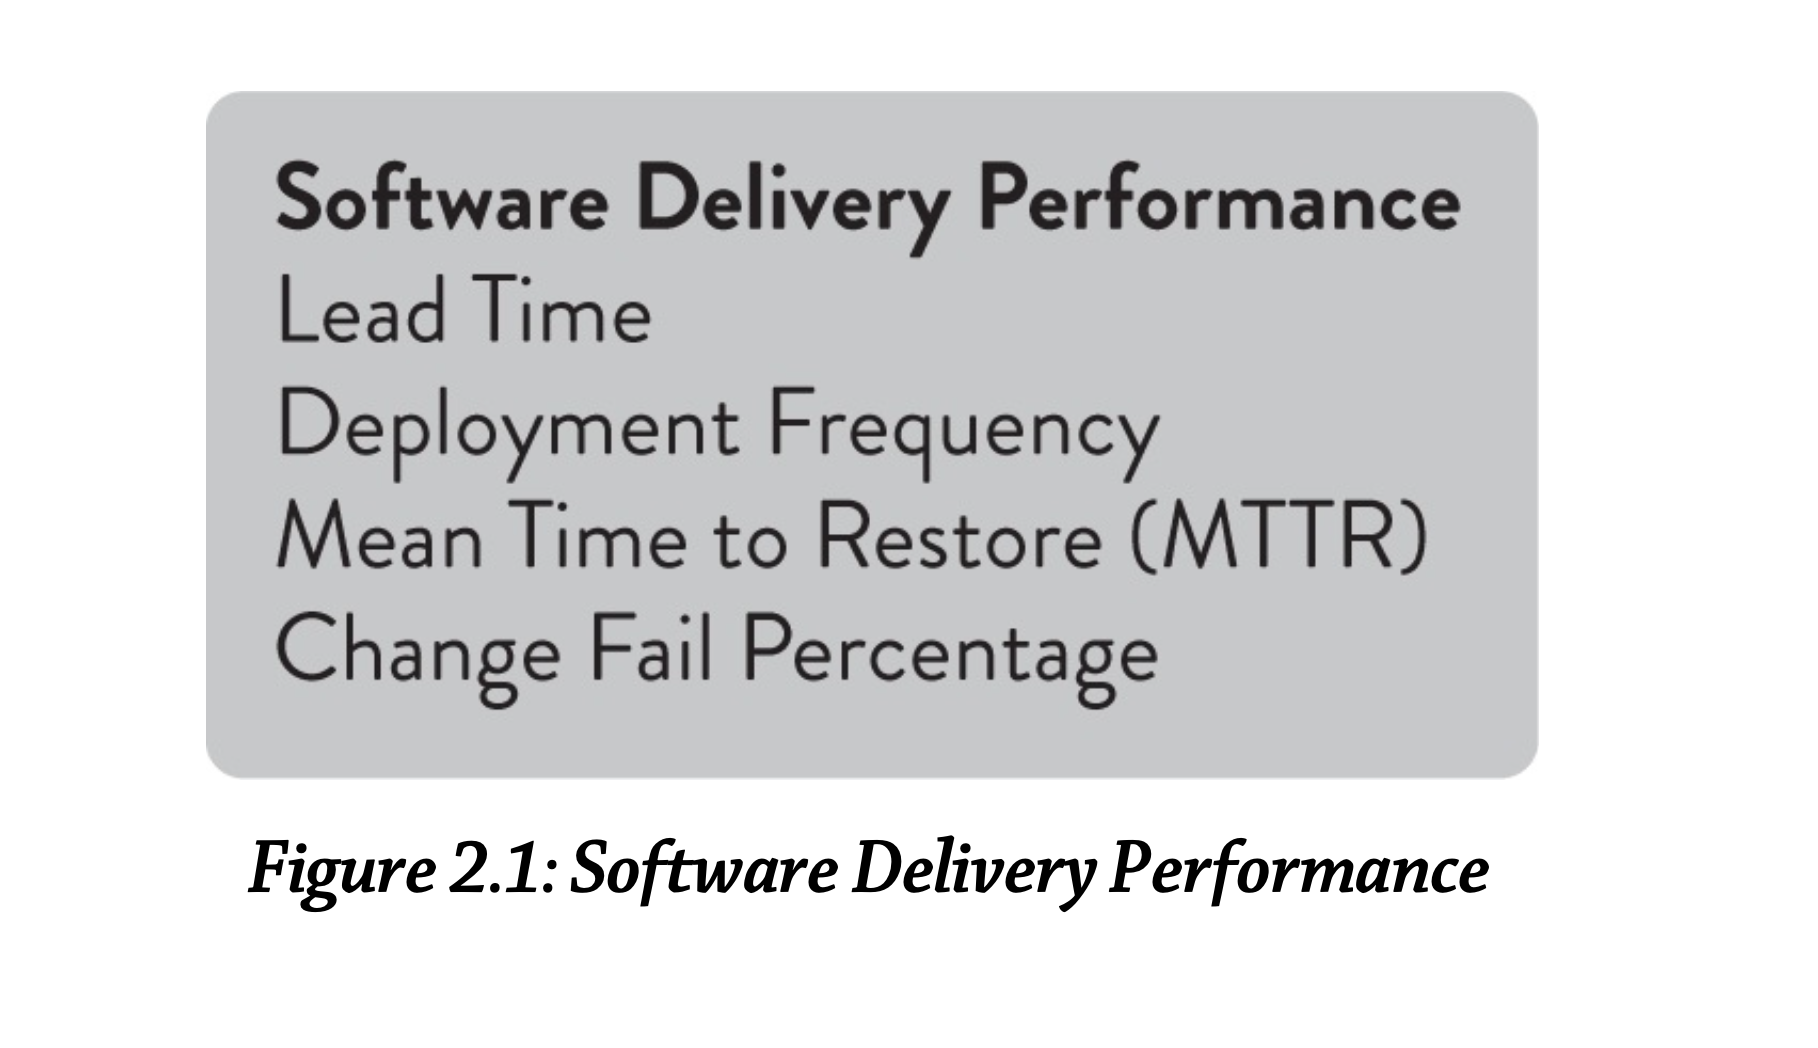 Software Delivery Performance
Lead Time
Deployment Frequency
Mean Time to Restore (MTTR)
Change Fail Percentage
Figure 2.1: Software Delivery Performance